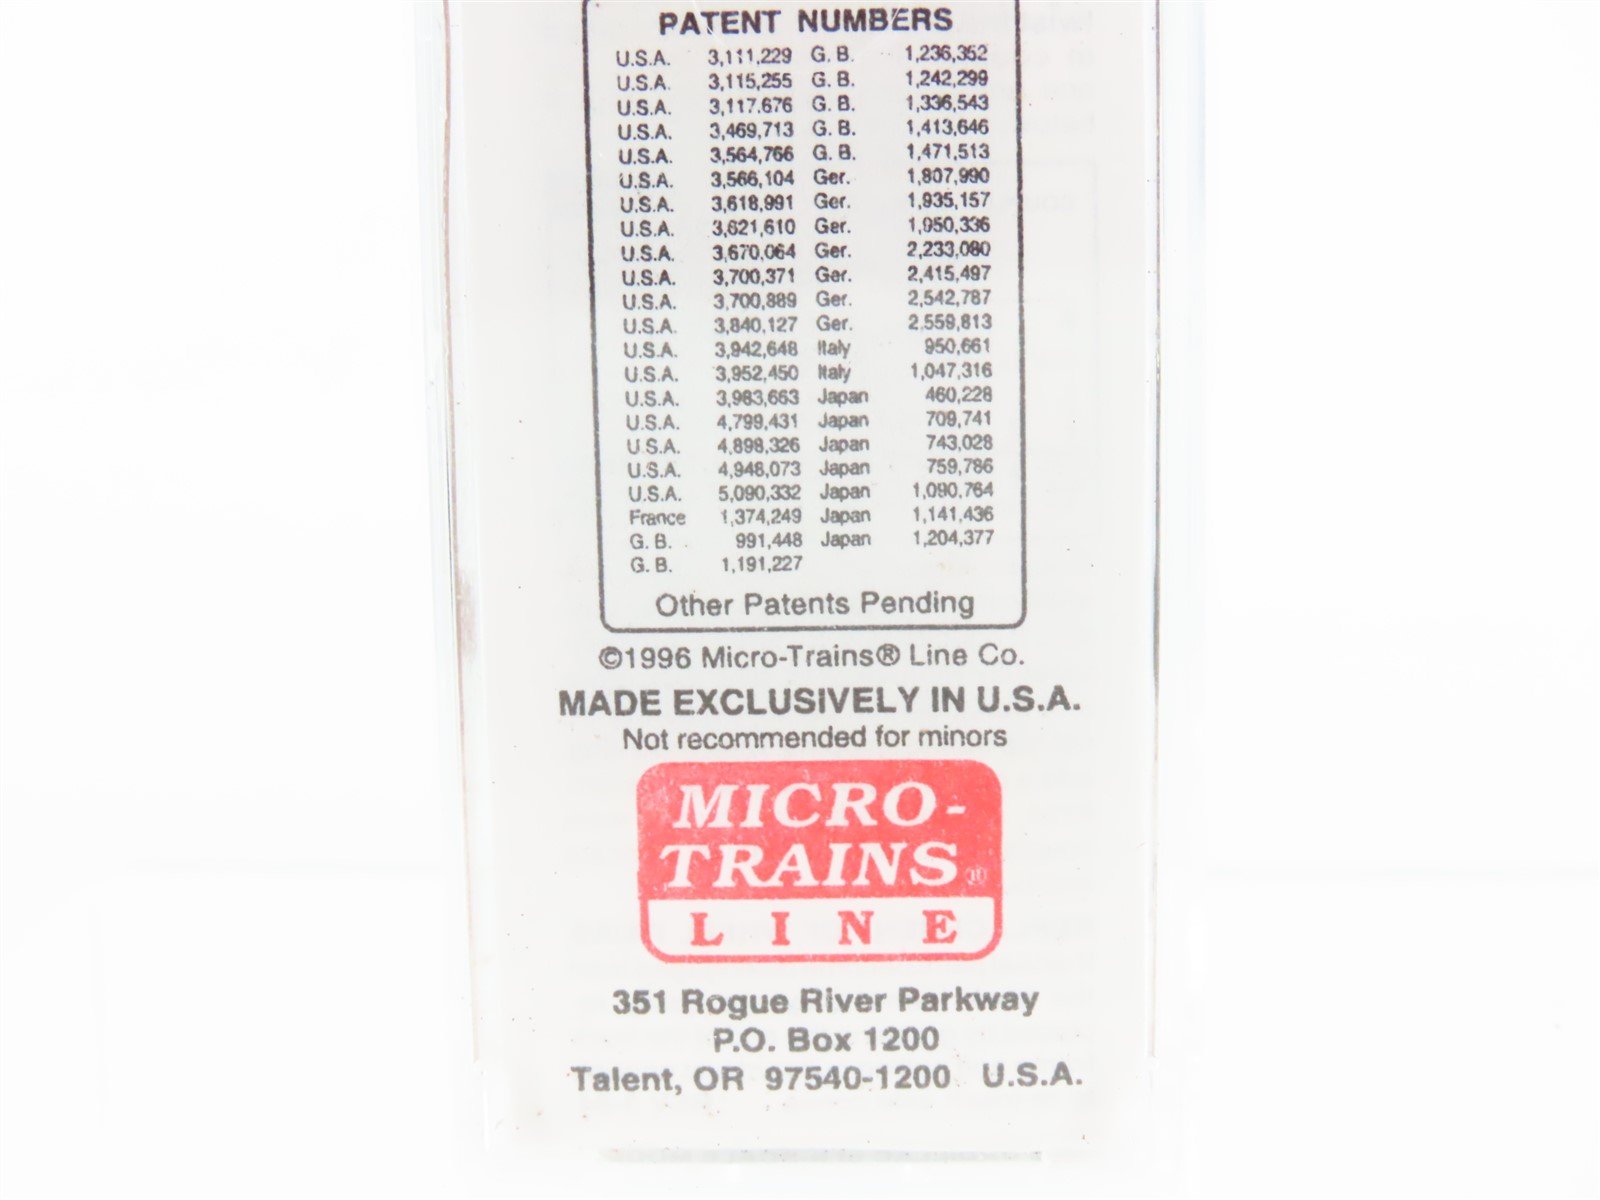 PATENT NUMBERS
U.S.A. 3,111,229 G. B. 1,236,352
U.S.A. 3,115,255 G. B. 1,242,299
U.S.A. 3,117,676 G. B. 1,336,543
U.S.A. 3,469,713 G. B. 1,413,646
U.S.A. 3,564,766 G. B. 1,471,513
U.S.A. 3,566,104 Ger. 1,807,990
U.S.A. 3,618,991 Ger. 1,935,157
U.S.A. 3,621,610 Ger. 1,950,336
U.S.A. 3,670,064 Ger. 2,233,080
U.S.A. 3,700,371 Ger. 2,415,497
U.S.A. 3,700,889 Ger. 2,542,787
U.S.A. 3,840,127 Ger. 2,559,813
U.S.A. 3,942,648 Italy 950,661
U.S.A. 3,952,450 Italy 1,047,316
U.S.A. 3,983,663 Japan 460,228
U.S.A. 4,799,431 Japan 709,741
U.S.A. 4,898,326 Japan 743,028
U.S.A. 4,948,073 Japan 759,786
U.S.A. 5,090,332 Japan 1,090,764
France 1,374,249 Japan 1,141,436
G. B. 991,448 Japan 1,204,377
G. B. 1,191,227
Other Patents Pending
©1996 Micro-Trains® Line Co.
MADE EXCLUSIVELY IN U.S.A.
Not recommended for minors
MICRO-
TRAINS®
LINE
351 Rogue River Parkway
P.O. Box 1200
Talent, OR 97540-1200 U.S.A.